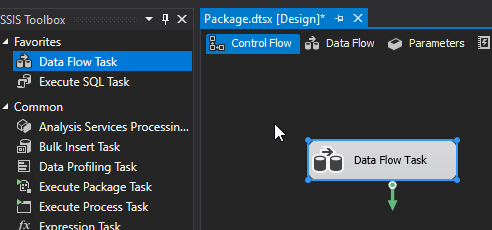 SSIS Toolbox
Package.dtsx [Design]*
Control Flow
Data Flow
Parameters
Favorites
Data Flow Task
Execute SQL Task
Common
Analysis Services Processin...
Bulk Insert Task
Data Profiling Task
Execute Package Task
Execute Process Task
Expression Task
Data Flow Task